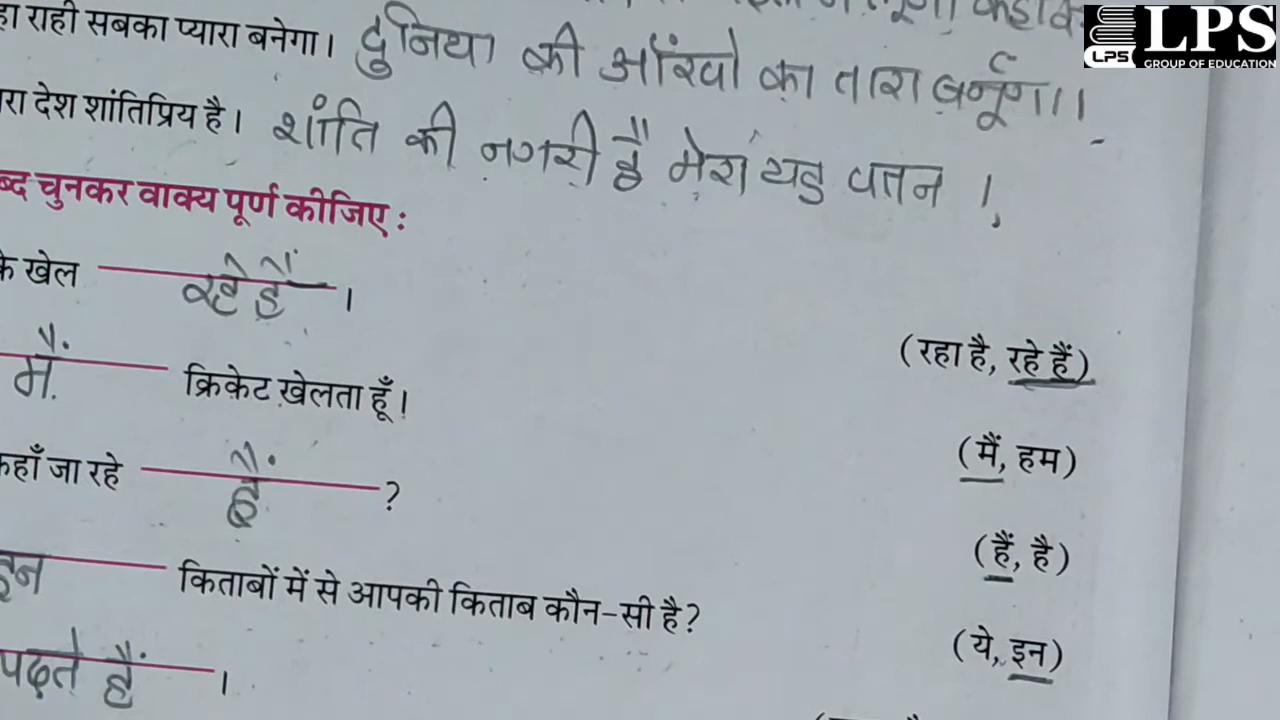 LPS
LPS
GROUP OF EDUCATION
राही सबका प्यारा बनेगा। दुनिया की आँखो का तारा बनूँगा।
देश शांतिप्रिय है। शांति की नगरी है मेरा यह वतन।
चुनकर वाक्य पूर्ण कीजिए :
के खेल रहे हैं ।
(रहा है, रहे हैं)
मैं क्रिकेट खेलता हूँ।
(मैं, हम)
कहाँ जा रहे हैं ?
(हैं, है)
इन किताबों में से आपकी किताब कौन-सी है?
(ये, इन)
पढ़ते हैं ।